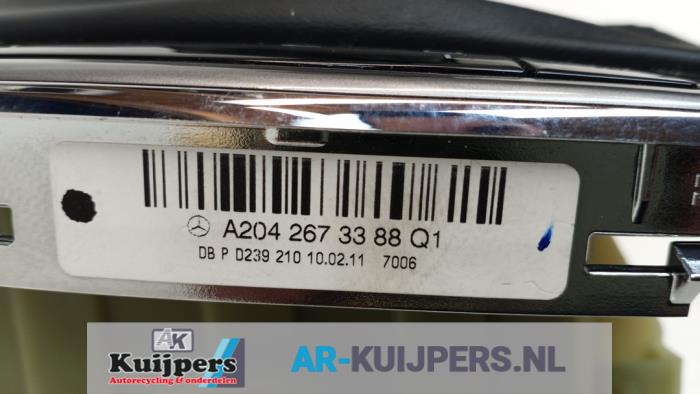 A204 267 33 88 Q1
DB P D239 210 10.02.11 7006
AK
Kuijpers
Autorecycling & onderdelen
AR-KUIJPERS.NL